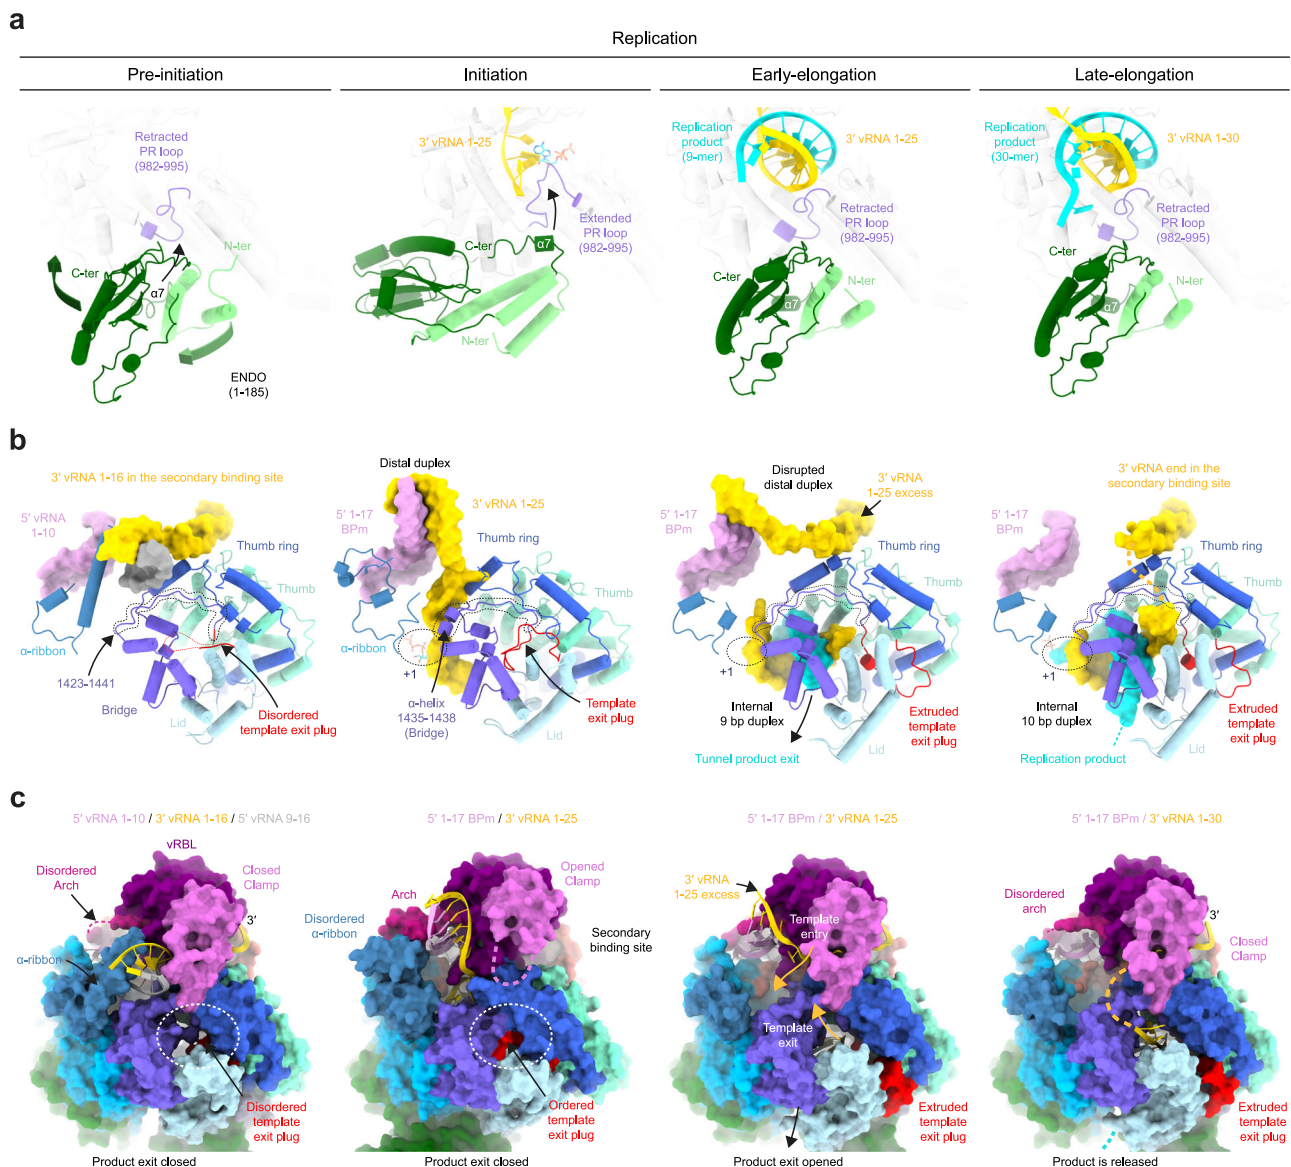 a
Replication
Pre-initiation
Initiation
Early-elongation
Late-elongation
Retracted
PR loop
(982-995)
N-ter
C-ter
α7
ENDO
(1-185)
3′ vRNA 1-25
Extended
PR loop
(982-995)
C-ter
α7
N-ter
Replication
product
(9-mer)
3′ vRNA 1-25
Retracted
PR loop
(982-995)
C-ter
α7
N-ter
Replication
product
(30-mer)
3′ vRNA 1-30
Retracted
PR loop
(982-995)
C-ter
α7
N-ter
b
3′ vRNA 1-16 in the secondary binding site
5′ vRNA
1-10
Thumb ring
Thumb
α-ribbon
1423-1441
Bridge
Lid
Disordered
template exit plug
Distal duplex
5′ 1-17
BPm
3′ vRNA 1-25
Thumb ring
Thumb
α-ribbon
+1
α-helix
1435-1438
(Bridge)
Template
exit plug
Lid
Disrupted
distal duplex
3′ vRNA
1-25 excess
5′ 1-17
BPm
Thumb ring
Thumb
+1
Internal
9 bp duplex
Tunnel product exit
Lid
Extruded
template
exit plug
3′ vRNA end in the
secondary binding site
5′ 1-17
BPm
Thumb ring
Thumb
+1
Internal
10 bp duplex
Replication product
Lid
Extruded
template
exit plug
c
5′ vRNA 1-10 / 3′ vRNA 1-16 / 5′ vRNA 9-16
vRBL
Disordered
Arch
Closed
Clamp
3′
α-ribbon
Disordered
template
exit plug
Product exit closed
5′ 1-17 BPm / 3′ vRNA 1-25
Arch
Opened
Clamp
Disordered
α-ribbon
Secondary
binding site
Ordered
template
exit plug
Product exit closed
5′ 1-17 BPm / 3′ vRNA 1-25
3′ vRNA
1-25 excess
Template
entry
Template
exit
Extruded
template
exit plug
Product exit opened
5′ 1-17 BPm / 3′ vRNA 1-30
Disordered
arch
3′
Closed
Clamp
Extruded
template
exit plug
Product is released